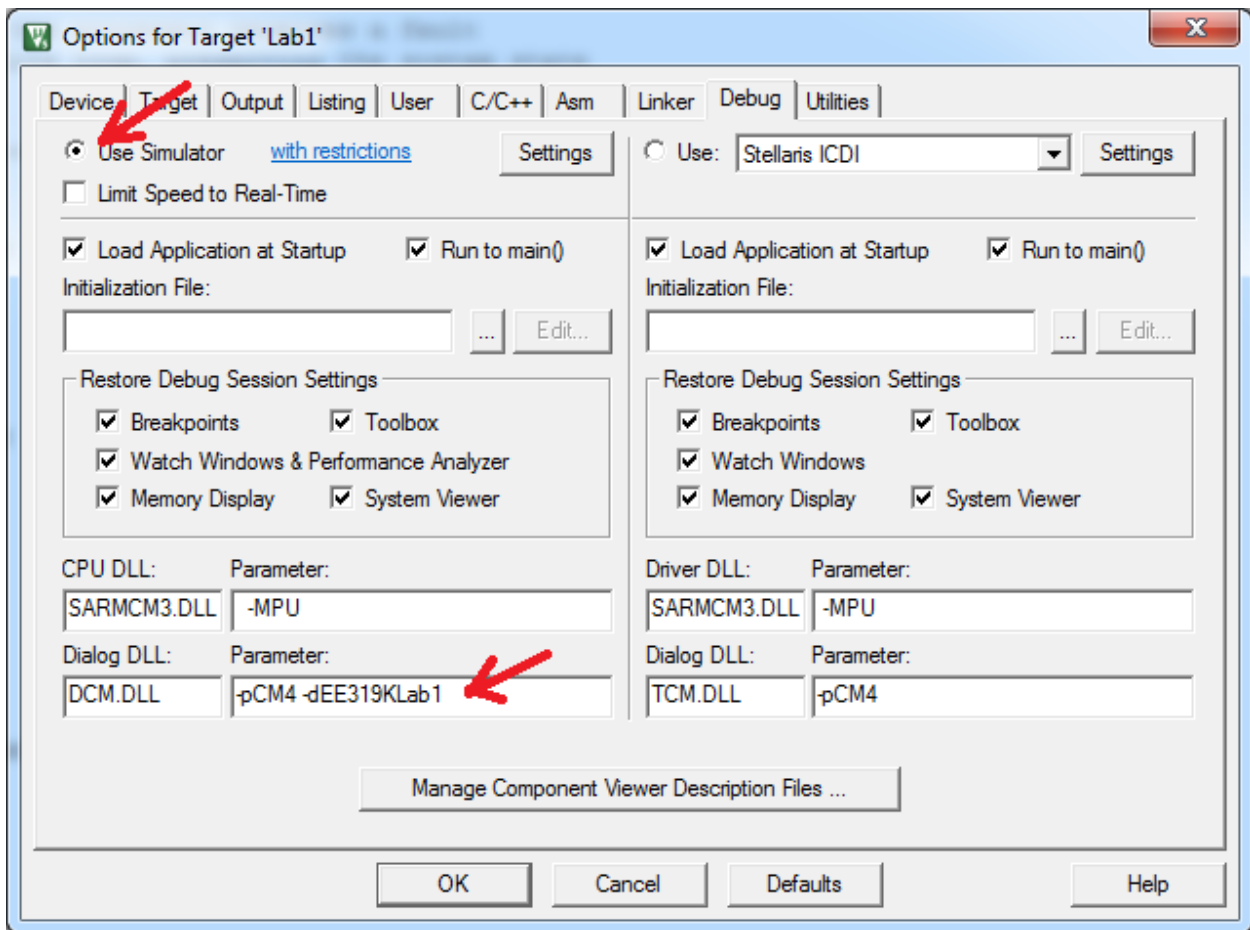 Options for Target 'Lab1'
Device Target Output Listing User C/C++ Asm Linker Debug Utilities
Use Simulator with restrictions Settings Use: Stellaris ICDI Settings
Limit Speed to Real-Time
Load Application at Startup Run to main() Load Application at Startup Run to main()
Initialization File: Initialization File:
... Edit... ... Edit...
Restore Debug Session Settings Restore Debug Session Settings
Breakpoints Toolbox Breakpoints Toolbox
Watch Windows & Performance Analyzer Watch Windows
Memory Display System Viewer Memory Display System Viewer
CPU DLL: Parameter: Driver DLL: Parameter:
SARMCM3.DLL -MPU SARMCM3.DLL -MPU
Dialog DLL: Parameter: Dialog DLL: Parameter:
DCM.DLL -pCM4 -dEE319KLab1 TCM.DLL -pCM4
Manage Component Viewer Description Files ...
OK Cancel Defaults Help